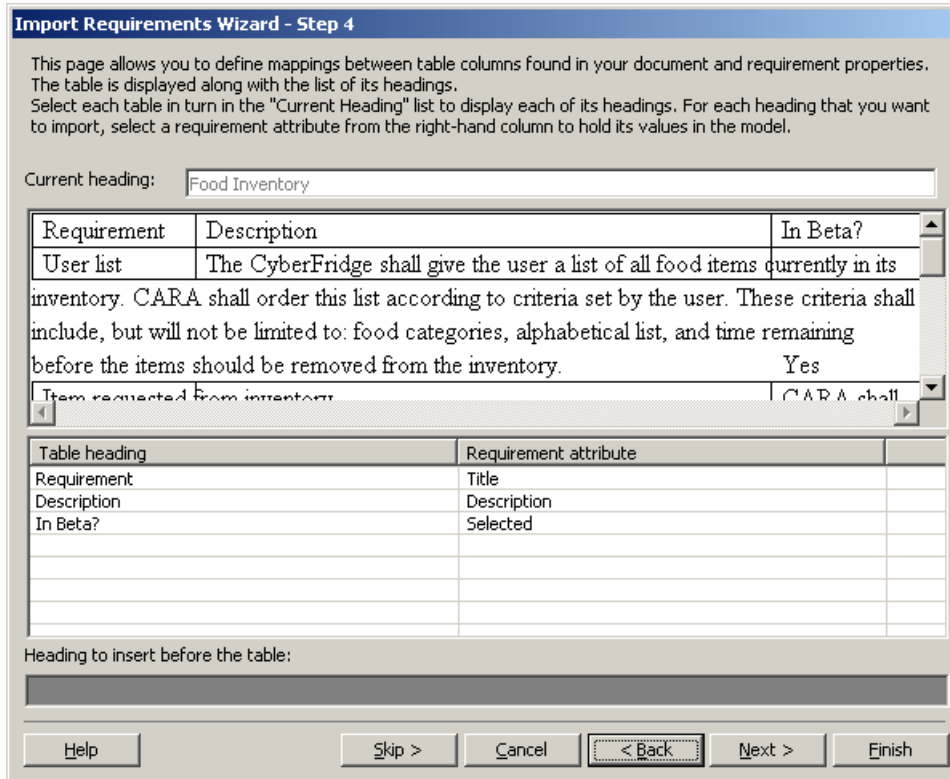 Import Requirements Wizard - Step 4
This page allows you to define mappings between table columns found in your document and requirement properties.
The table is displayed along with the list of its headings.
Select each table in turn in the "Current Heading" list to display each of its headings. For each heading that you want
to import, select a requirement attribute from the right-hand column to hold its values in the model.
Current heading: Food Inventory
Requirement Description In Beta?
User list The CyberFridge shall give the user a list of all food items currently in its
inventory. CARA shall order this list according to criteria set by the user. These criteria shall
include, but will not be limited to: food categories, alphabetical list, and time remaining
before the items should be removed from the inventory. Yes
Item requested from inventory CARA shall
Table heading Requirement attribute
Requirement Title
Description Description
In Beta? Selected
Heading to insert before the table:
Help Skip > Cancel < Back Next > Finish